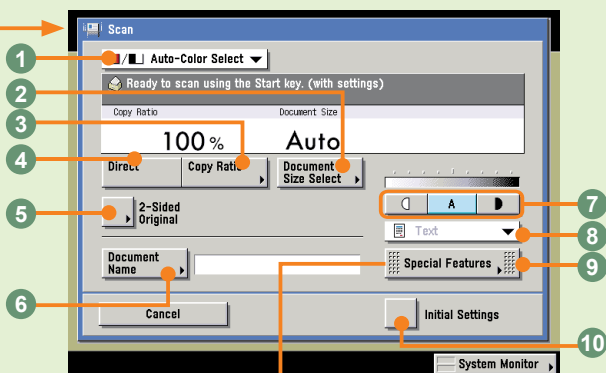 Scan
1
Auto-Color Select
Ready to scan using the Start key. (with settings)
2
Copy Ratio
Document Size
3
100 %
Auto
4
Direct
Copy Ratio
Document
Size Select
5
2-Sided
Original
A
7
Text
8
Document
Name
Special Features
9
6
Cancel
Initial Settings
10
System Monitor